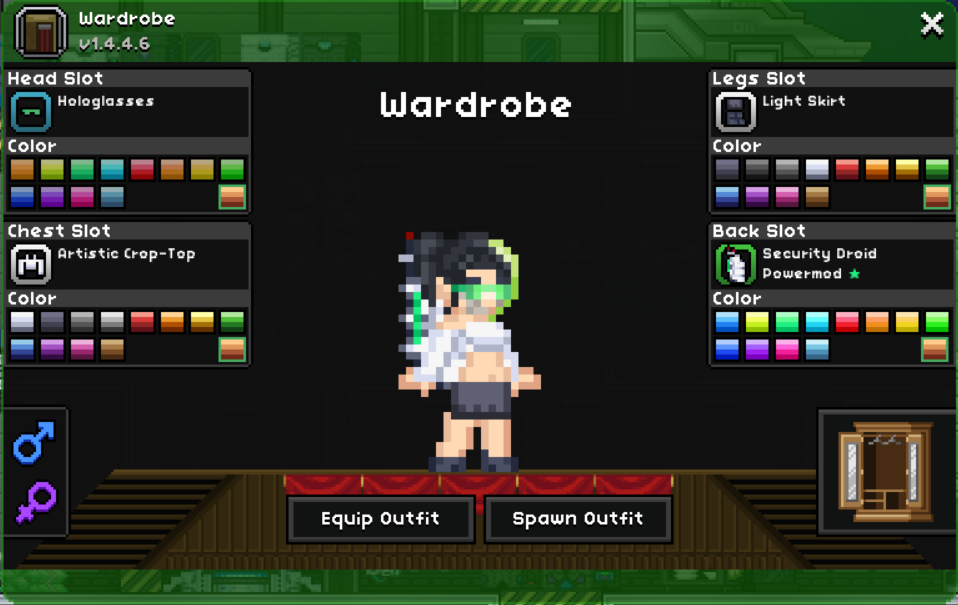 Wardrobe
v1.4.4.6
Head Slot
Hologlasses
Color
Chest Slot
Artistic Crop-Top
Color
Wardrobe
Legs Slot
Light Skirt
Color
Back Slot
Security Droid
Powermod
Color
Equip Outfit
Spawn Outfit